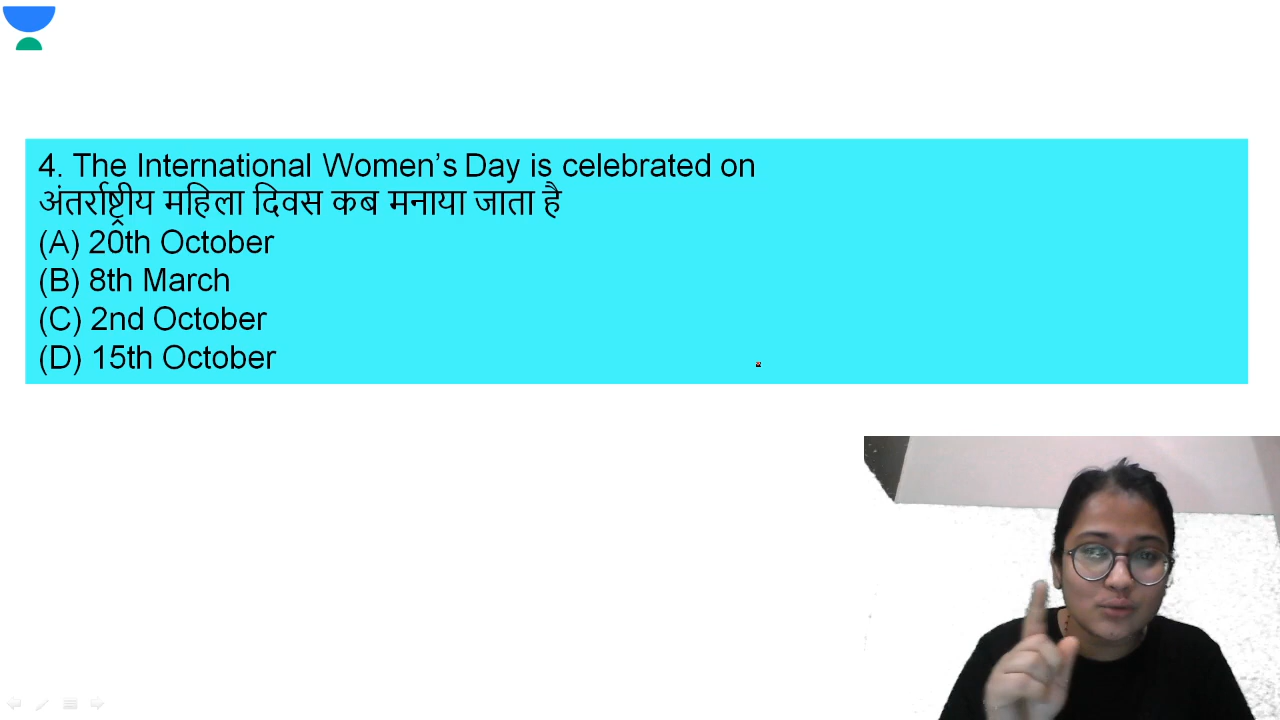 4. The International Women’s Day is celebrated on
अंतर्राष्ट्रीय महिला दिवस कब मनाया जाता है
(A) 20th October
(B) 8th March
(C) 2nd October
(D) 15th October